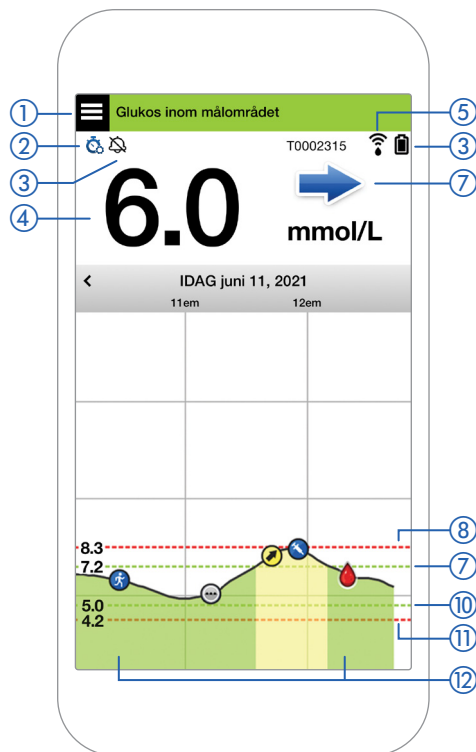 ① Glukos inom målområdet
⑤
② T0002315 ③
③
④ 6.0 ⑦
mmol/L
IDAG juni 11, 2021
11em 12em
8.3 ⑧
7.2 ⑦
5.0 ⑩
4.2 ⑪
⑫